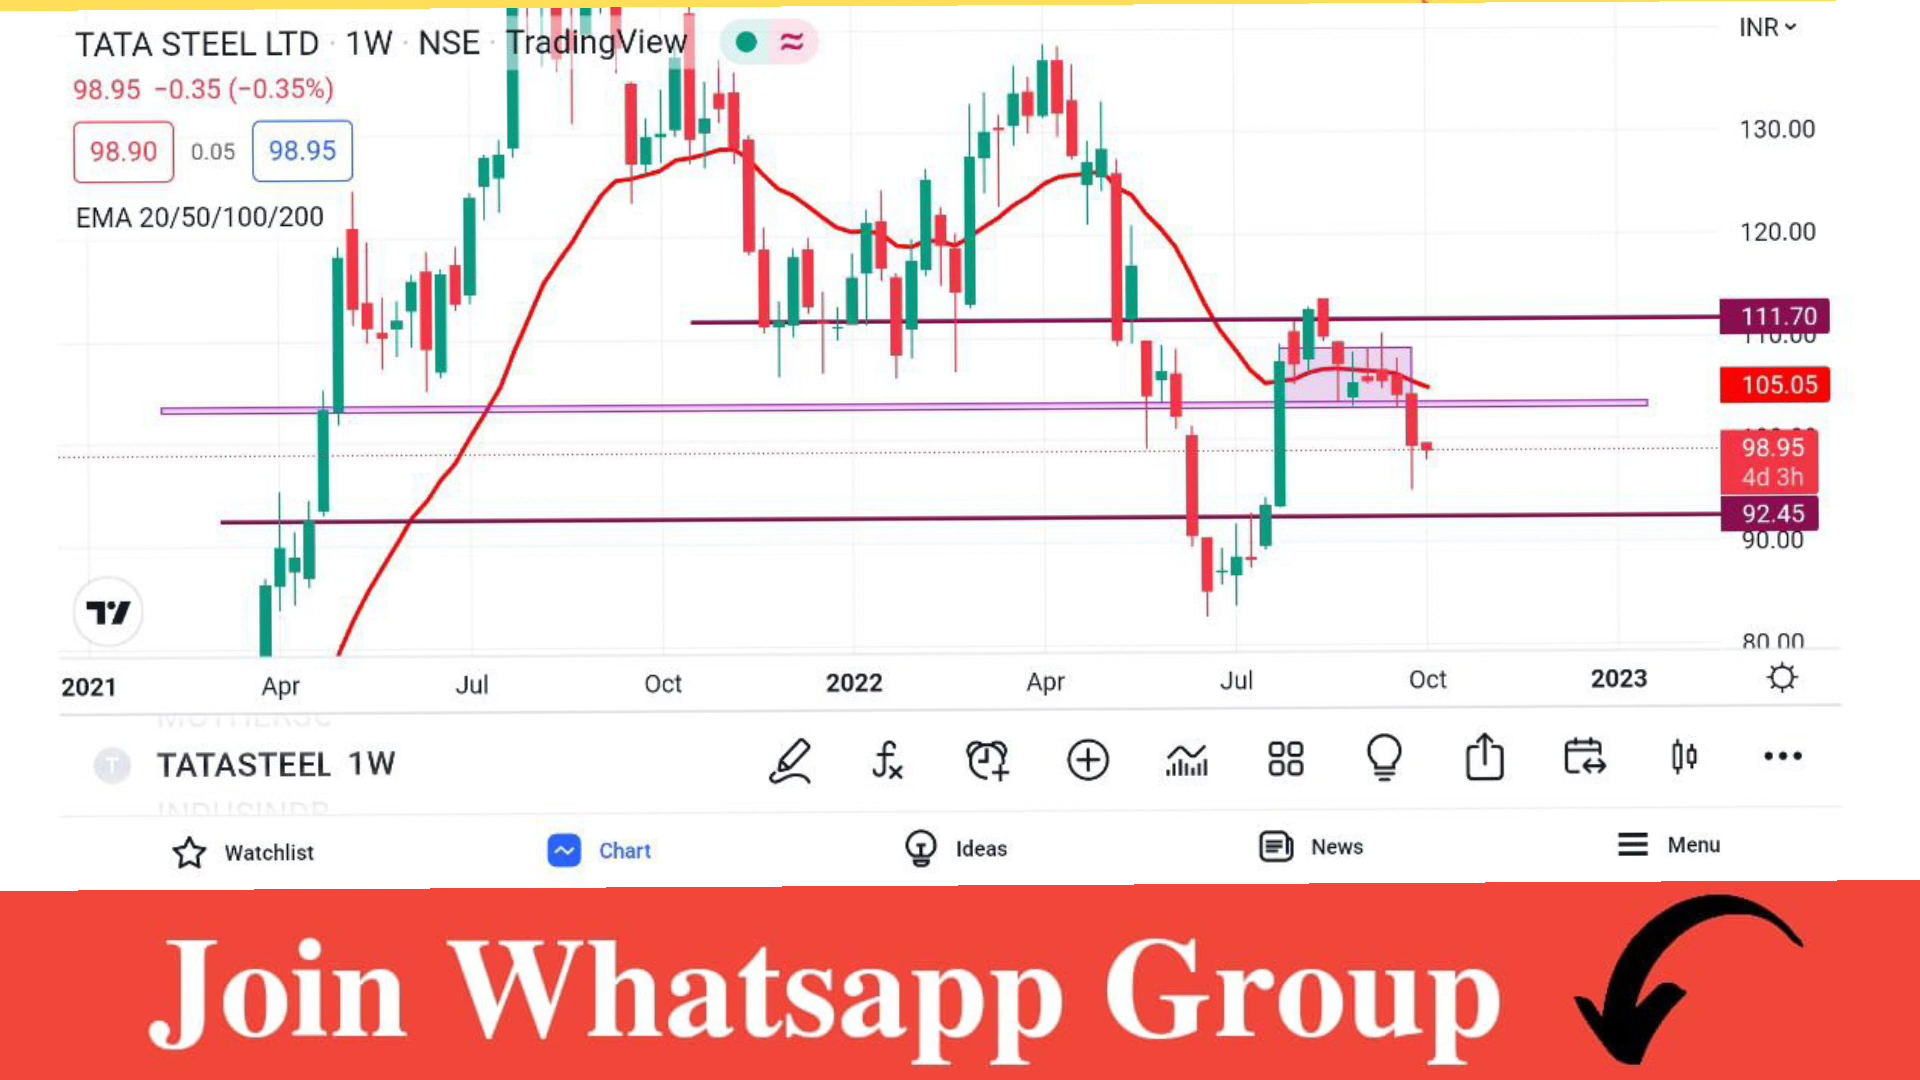 TATA STEEL LTD · 1W · NSE · TradingView
INR
98.95 −0.35 (−0.35%)
98.90 0.05 98.95
EMA 20/50/100/200
130.00
120.00
111.70
110.00
105.05
98.95
4d 3h
92.45
90.00
80.00
2021 Apr Jul Oct 2022 Apr Jul Oct 2023
T TATASTEEL 1W
Watchlist Chart Ideas News Menu
Join Whatsapp Group